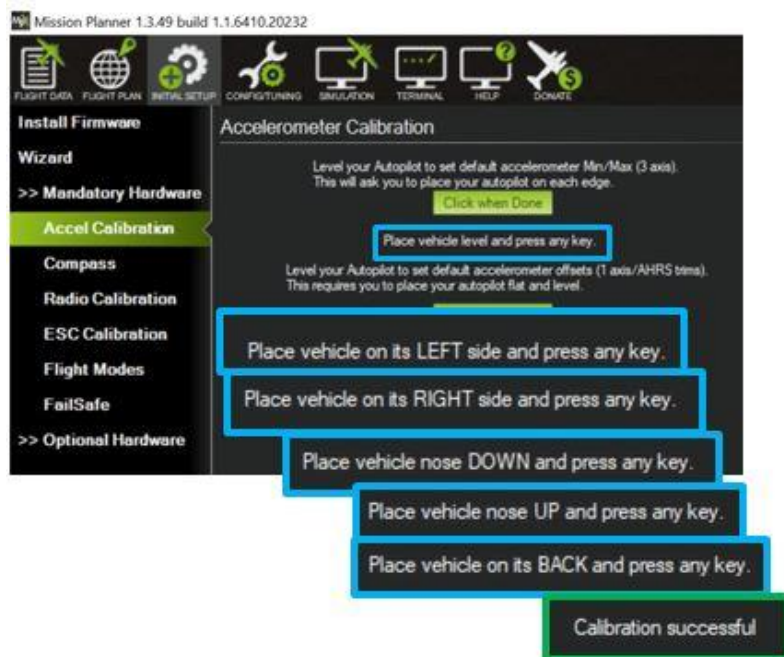 Mission Planner 1.3.49 build 1.1.6410.20232
FLIGHT DATA FLIGHT PLAN INITIAL SETUP CONFIG/TUNING SIMULATION TERMINAL HELP DONATE
Install Firmware
Wizard
>> Mandatory Hardware
Accel Calibration
Compass
Radio Calibration
ESC Calibration
Flight Modes
FailSafe
>> Optional Hardware
Accelerometer Calibration
Level your Autopilot to set default accelerometer Min/Max (3 axis).
This will ask you to place your autopilot on each edge.
Click when Done
Place vehicle level and press any key.
Level your Autopilot to set default accelerometer offsets (1 axis/AHRS trims).
This requires you to place your autopilot flat and level.
Place vehicle on its LEFT side and press any key.
Place vehicle on its RIGHT side and press any key.
Place vehicle nose DOWN and press any key.
Place vehicle nose UP and press any key.
Place vehicle on its BACK and press any key.
Calibration successful